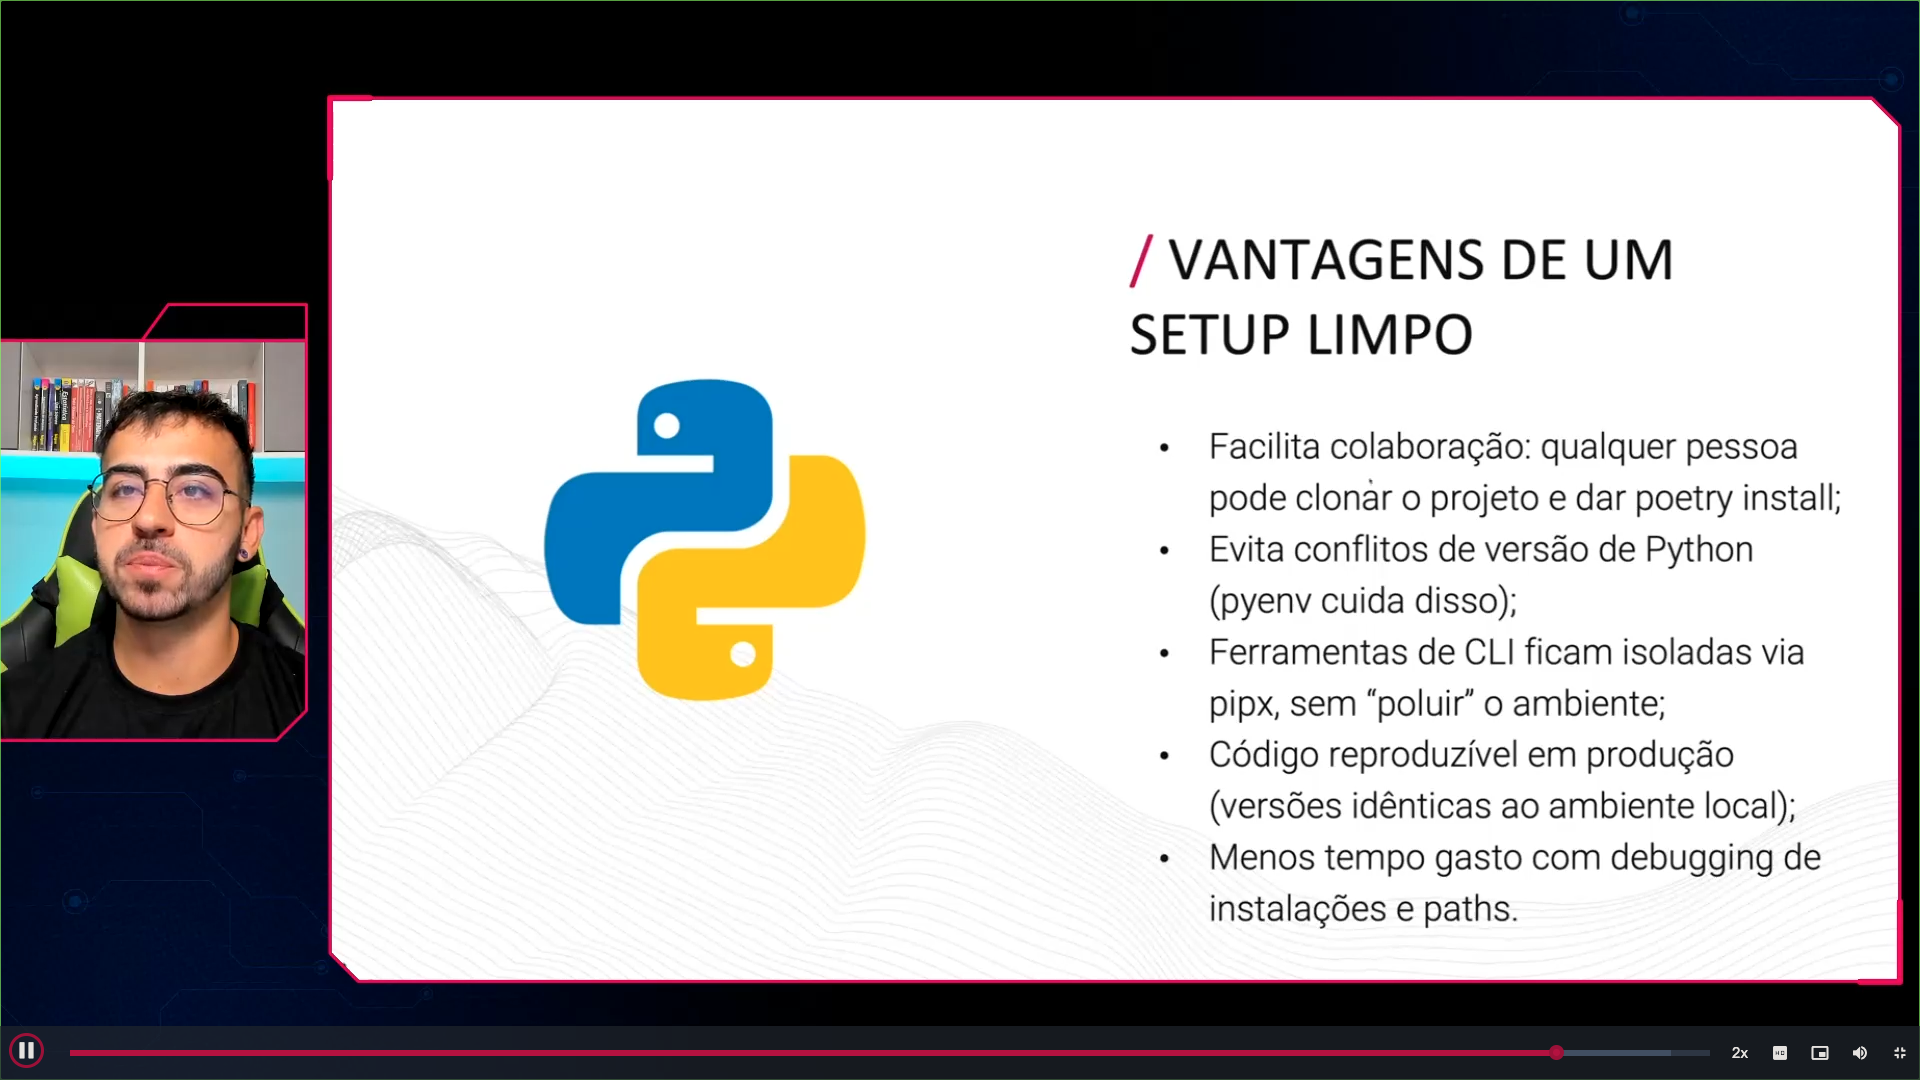 / VANTAGENS DE UM
SETUP LIMPO
• Facilita colaboração: qualquer pessoa
pode clonar o projeto e dar poetry install;
• Evita conflitos de versão de Python
(pyenv cuida disso);
• Ferramentas de CLI ficam isoladas via
pipx, sem “poluir” o ambiente;
• Código reproduzível em produção
(versões idênticas ao ambiente local);
• Menos tempo gasto com debugging de
instalações e paths.
2x